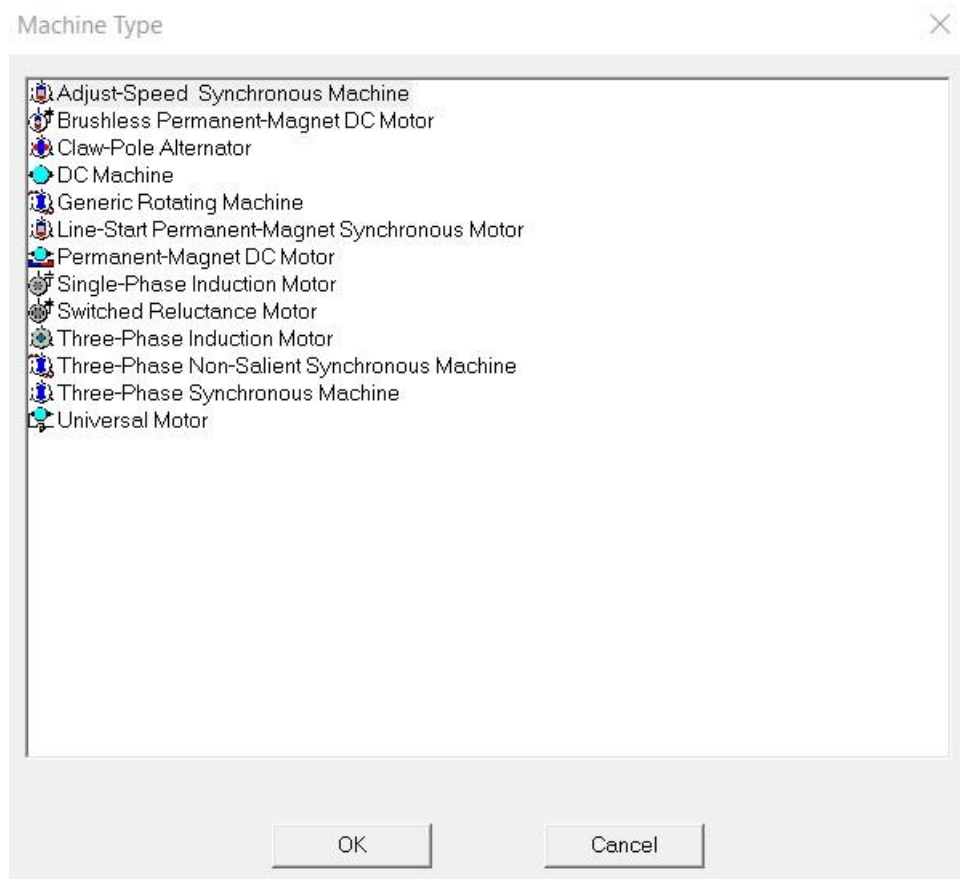 Machine Type
Adjust-Speed  Synchronous Machine
Brushless Permanent-Magnet DC Motor
Claw-Pole Alternator
DC Machine
Generic Rotating Machine
Line-Start Permanent-Magnet Synchronous Motor
Permanent-Magnet DC Motor
Single-Phase Induction Motor
Switched Reluctance Motor
Three-Phase Induction Motor
Three-Phase Non-Salient Synchronous Machine
Three-Phase Synchronous Machine
Universal Motor
OK Cancel